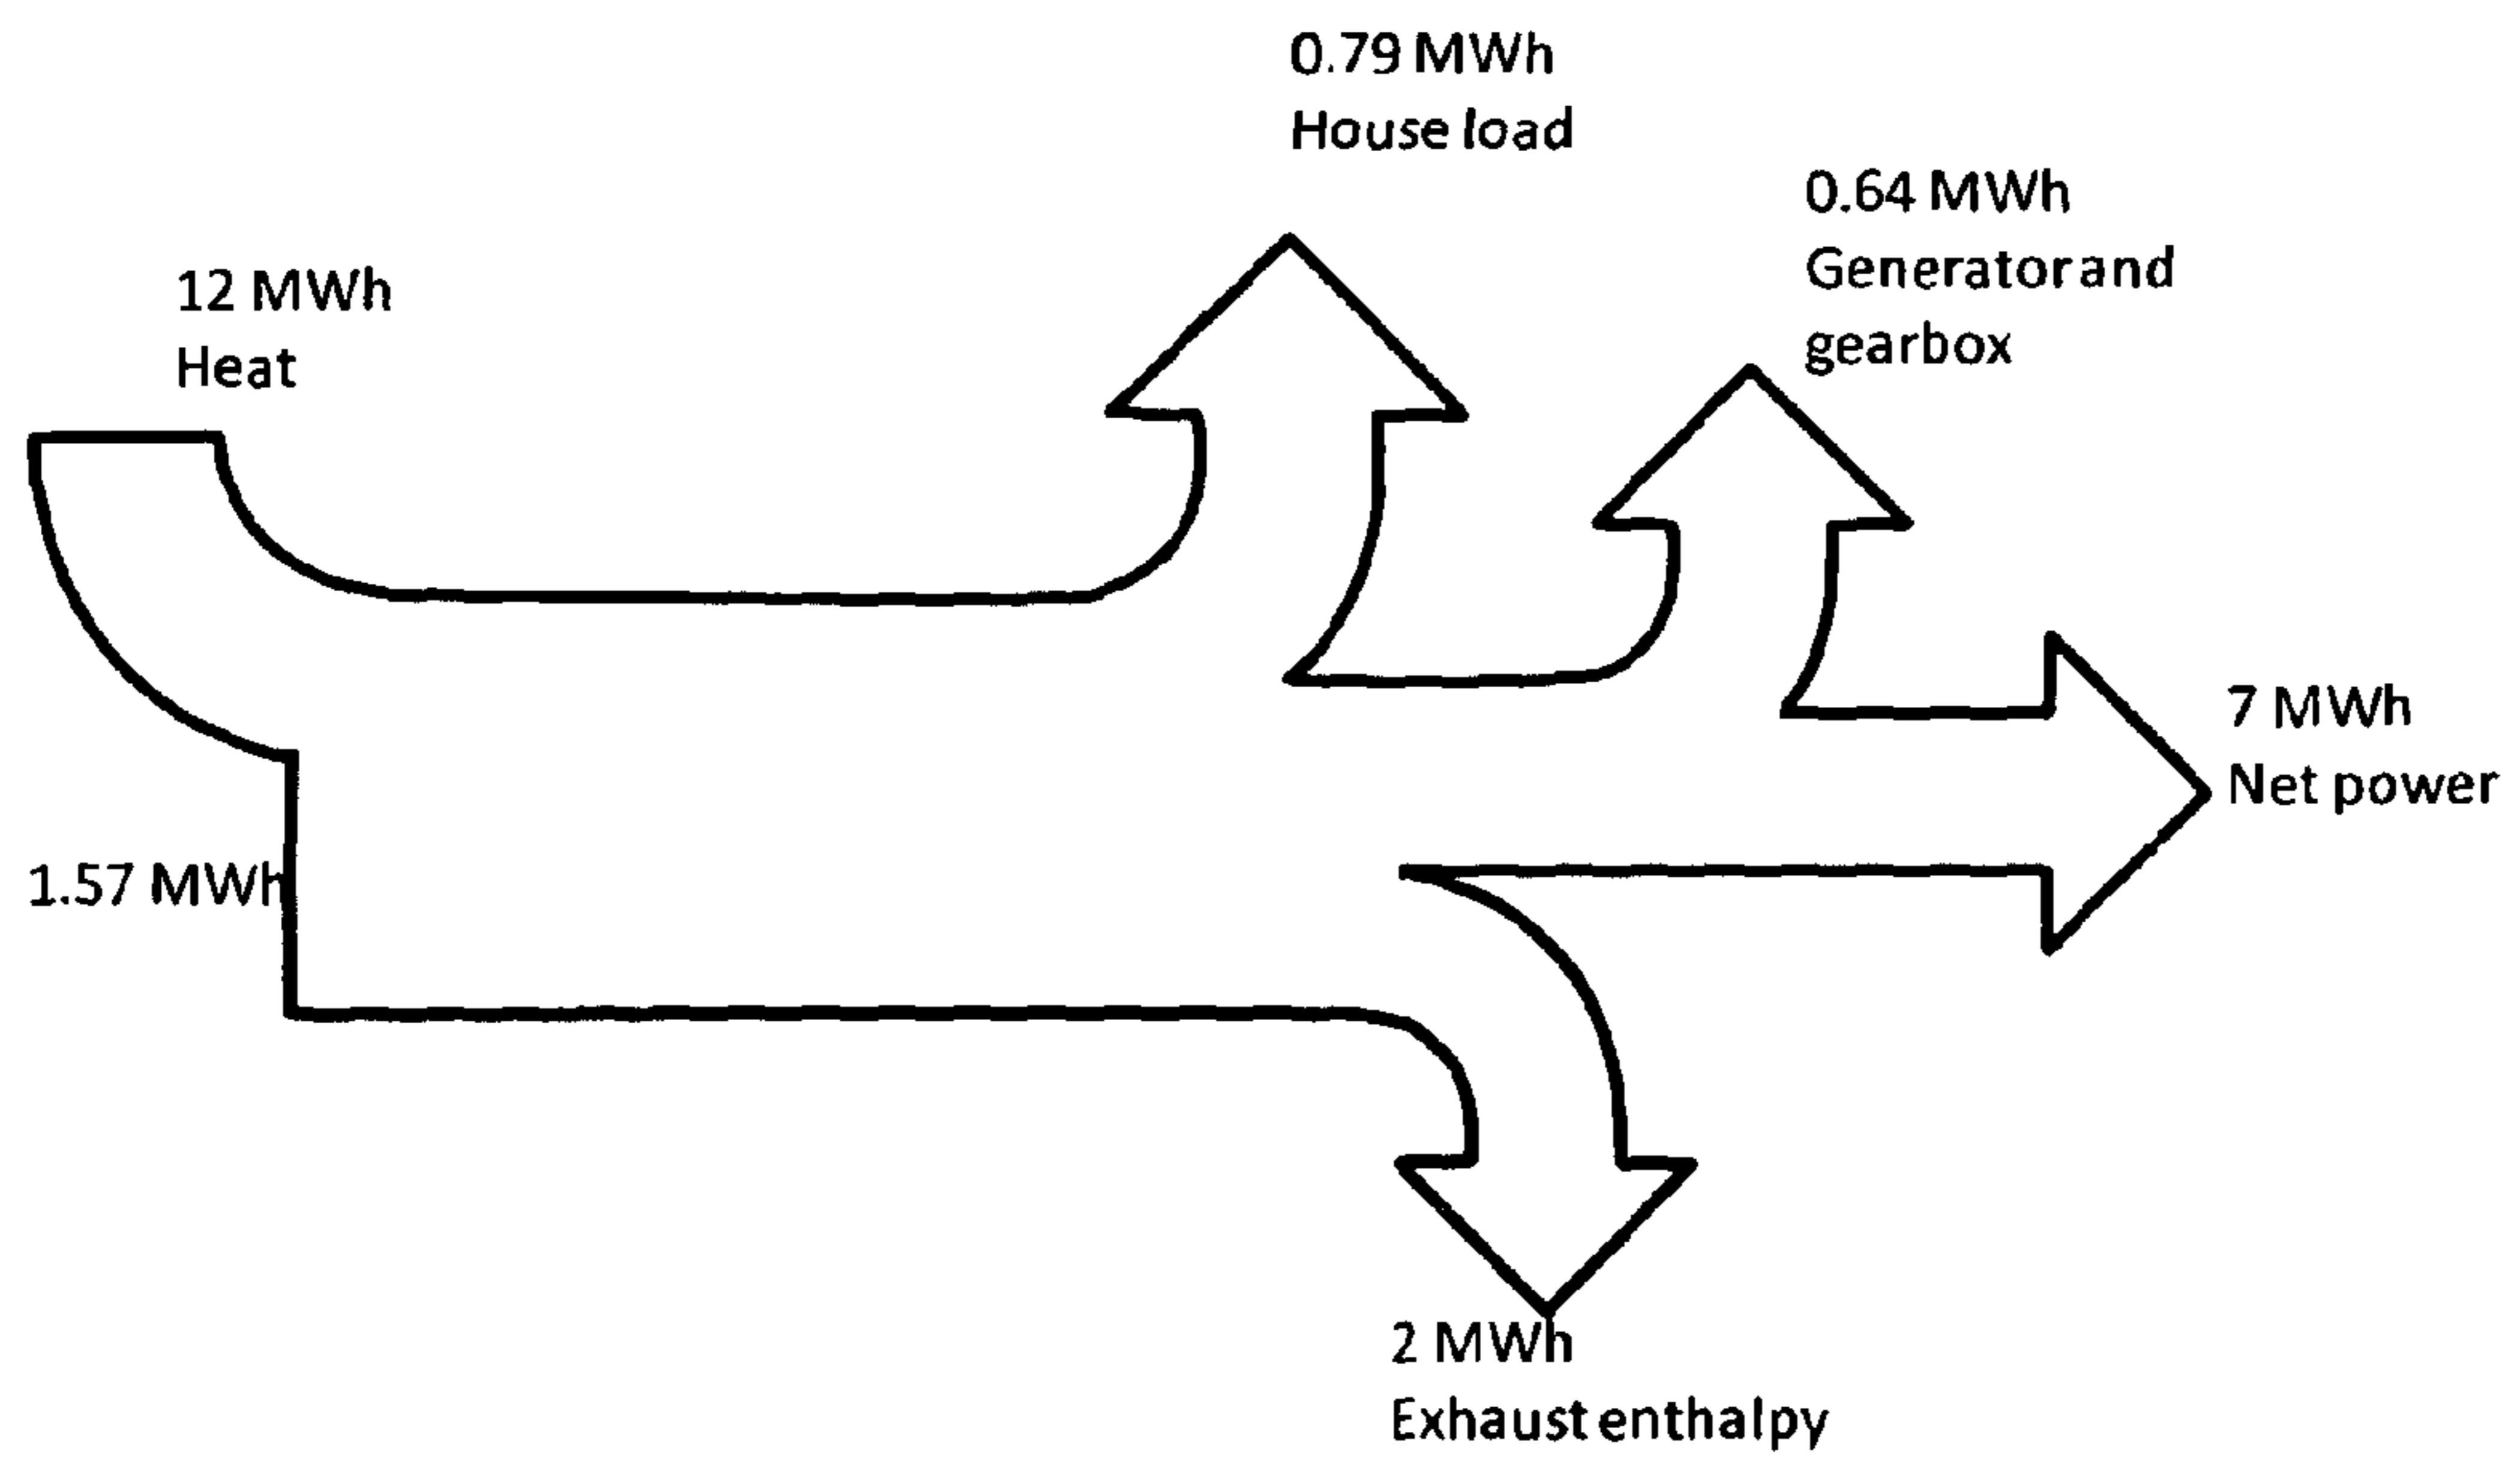 0.79 MWh
House load
0.64 MWh
Generator and
gearbox
12 MWh
Heat
7 MWh
Net power
1.57 MWh
2 MWh
Exhaust enthalpy